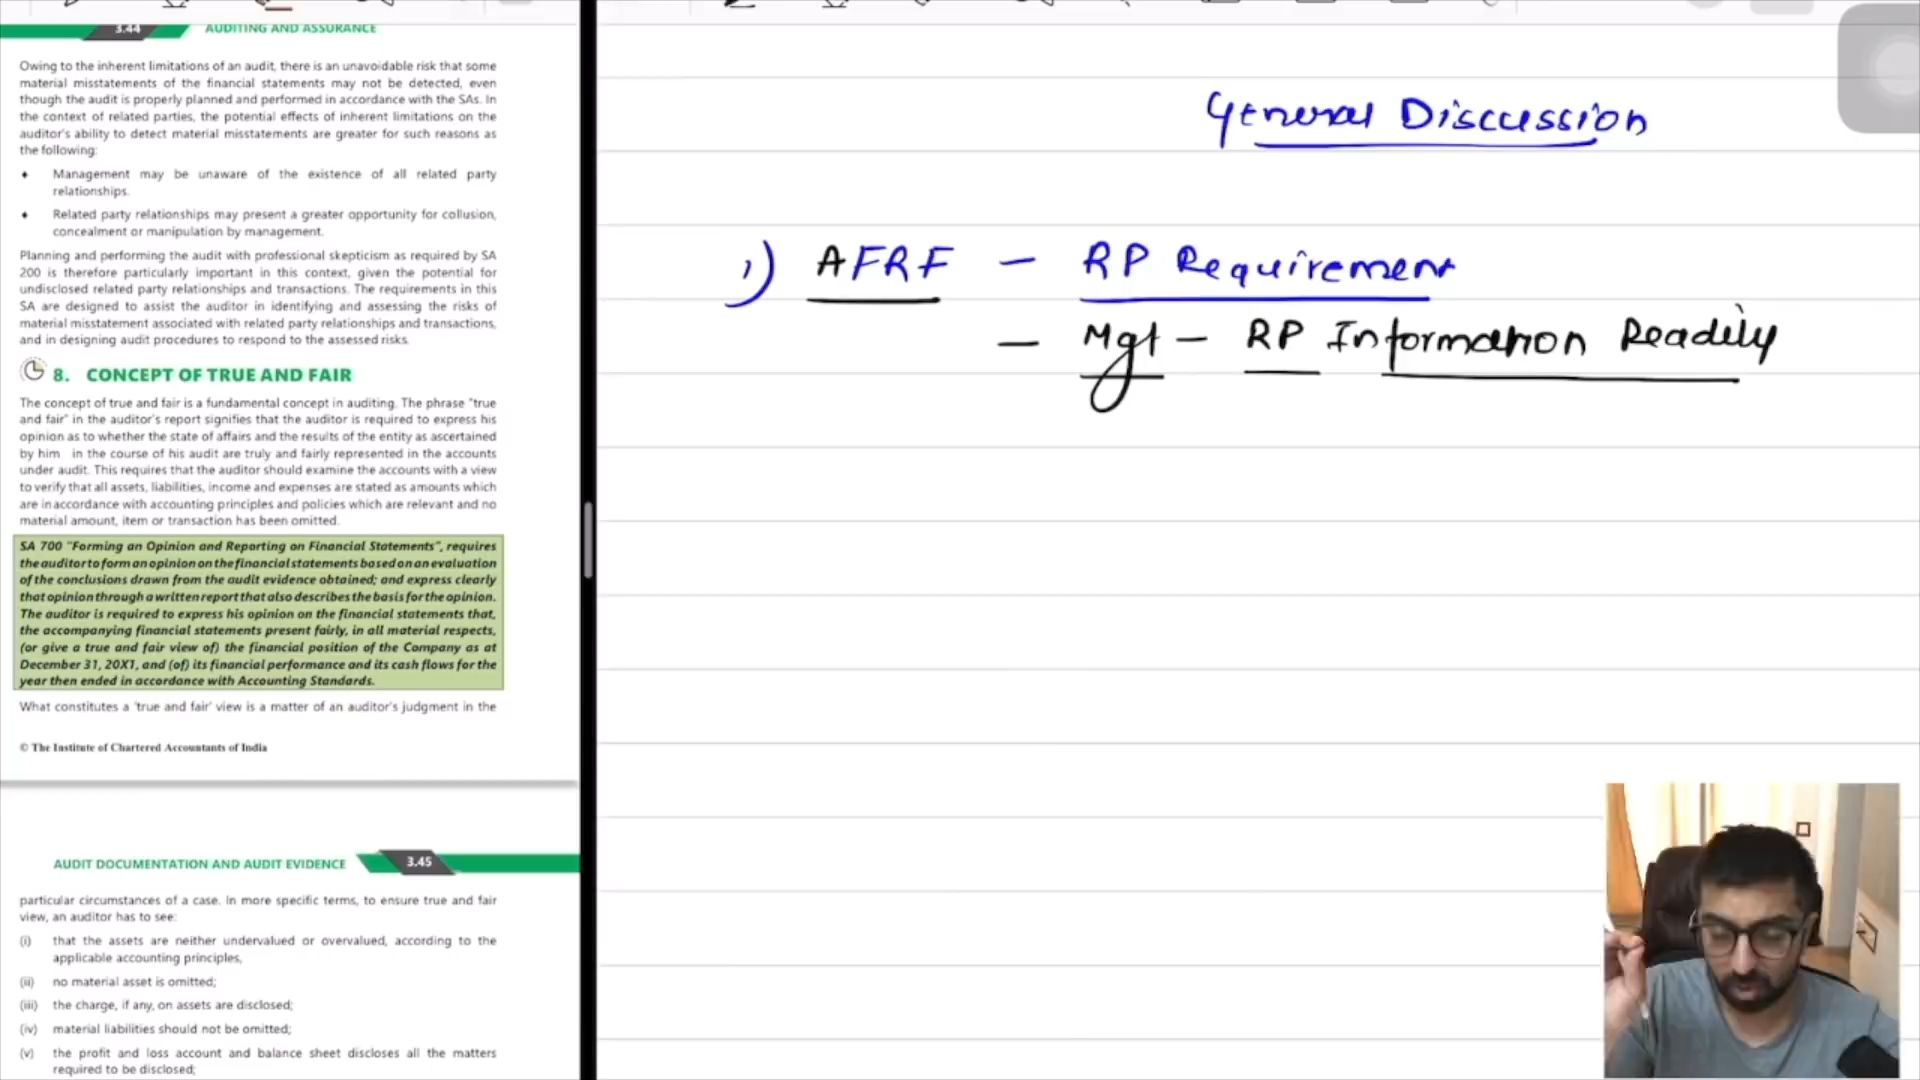 3.44 AUDITING AND ASSURANCE
Owing to the inherent limitations of an audit, there is an unavoidable risk that some
material misstatements of the financial statements may not be detected, even
though the audit is properly planned and performed in accordance with the SAs. In
the context of related parties, the potential effects of inherent limitations on the
auditor's ability to detect material misstatements are greater for such reasons as
the following:
♦ Management may be unaware of the existence of all related party
relationships.
♦ Related party relationships may present a greater opportunity for collusion,
concealment or manipulation by management.
Planning and performing the audit with professional skepticism as required by SA
200 is therefore particularly important in this context, given the potential for
undisclosed related party relationships and transactions. The requirements in this
SA are designed to assist the auditor in identifying and assessing the risks of
material misstatement associated with related party relationships and transactions,
and in designing audit procedures to respond to the assessed risks.
8. CONCEPT OF TRUE AND FAIR
The concept of true and fair is a fundamental concept in auditing. The phrase "true
and fair" in the auditor's report signifies that the auditor is required to express his
opinion as to whether the state of affairs and the results of the entity as ascertained
by him in the course of his audit are truly and fairly represented in the accounts
under audit. This requires that the auditor should examine the accounts with a view
to verify that all assets, liabilities, income and expenses are stated as amounts which
are in accordance with accounting principles and policies which are relevant and no
material amount, item or transaction has been omitted.
SA 700 "Forming an Opinion and Reporting on Financial Statements", requires
the auditor to form an opinion on the financial statements based on an evaluation
of the conclusions drawn from the audit evidence obtained; and express clearly
that opinion through a written report that also describes the basis for the opinion.
The auditor is required to express his opinion on the financial statements that,
the accompanying financial statements present fairly, in all material respects,
(or give a true and fair view of) the financial position of the Company as at
December 31, 20X1, and (of) its financial performance and its cash flows for the
year then ended in accordance with Accounting Standards.
What constitutes a 'true and fair' view is a matter of an auditor's judgment in the
© The Institute of Chartered Accountants of India
AUDIT DOCUMENTATION AND AUDIT EVIDENCE 3.45
particular circumstances of a case. In more specific terms, to ensure true and fair
view, an auditor has to see:
(i) that the assets are neither undervalued or overvalued, according to the
applicable accounting principles,
(ii) no material asset is omitted;
(iii) the charge, if any, on assets are disclosed;
(iv) material liabilities should not be omitted;
(v) the profit and loss account and balance sheet discloses all the matters
required to be disclosed;
General Discussion
1) AFRF – RP Requirement
– Mgt – RP Information Readily